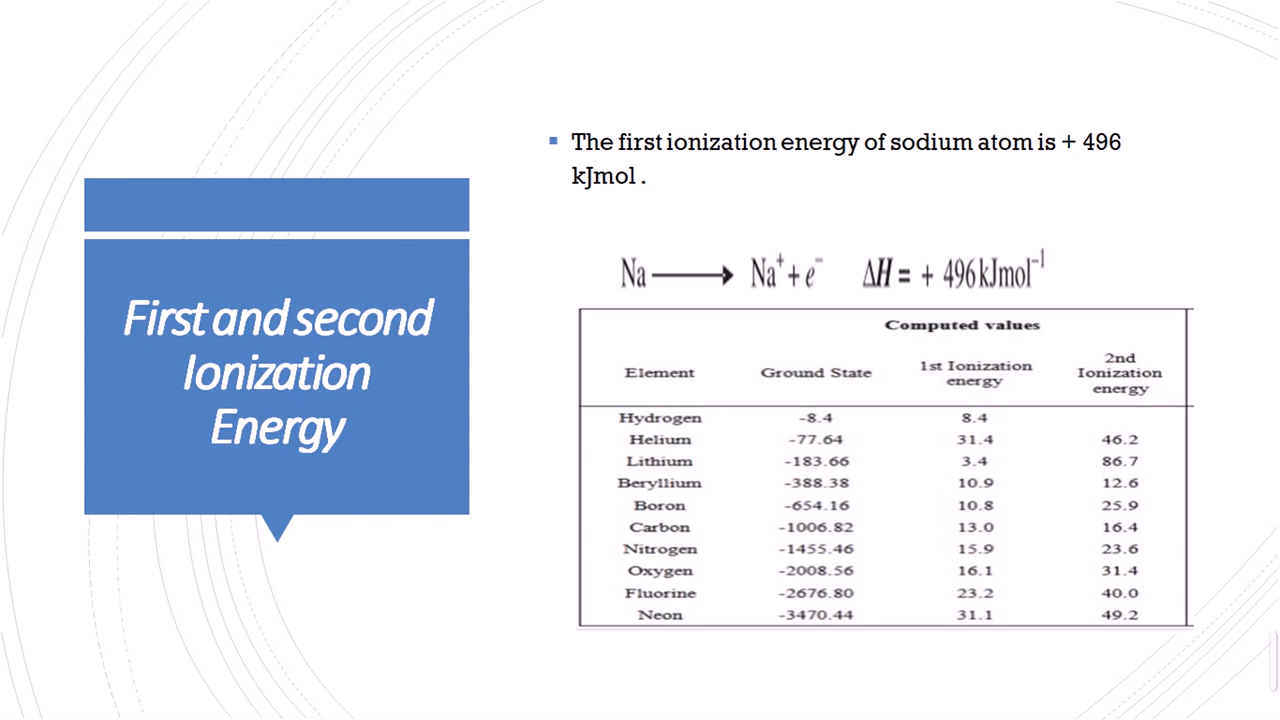 First and second
Ionization
Energy
The first ionization energy of sodium atom is + 496
kJmol .
Na ⟶ Na⁺ + e⁻ ΔH = + 496 kJmol⁻¹
Computed values
Element Ground State 1st Ionization energy 2nd Ionization energy
Hydrogen -8.4 8.4
Helium -77.64 31.4 46.2
Lithium -183.66 3.4 86.7
Beryllium -388.38 10.9 12.6
Boron -654.16 10.8 25.9
Carbon -1006.82 13.0 16.4
Nitrogen -1455.46 15.9 23.6
Oxygen -2008.56 16.1 31.4
Fluorine -2676.80 23.2 40.0
Neon -3470.44 31.1 49.2